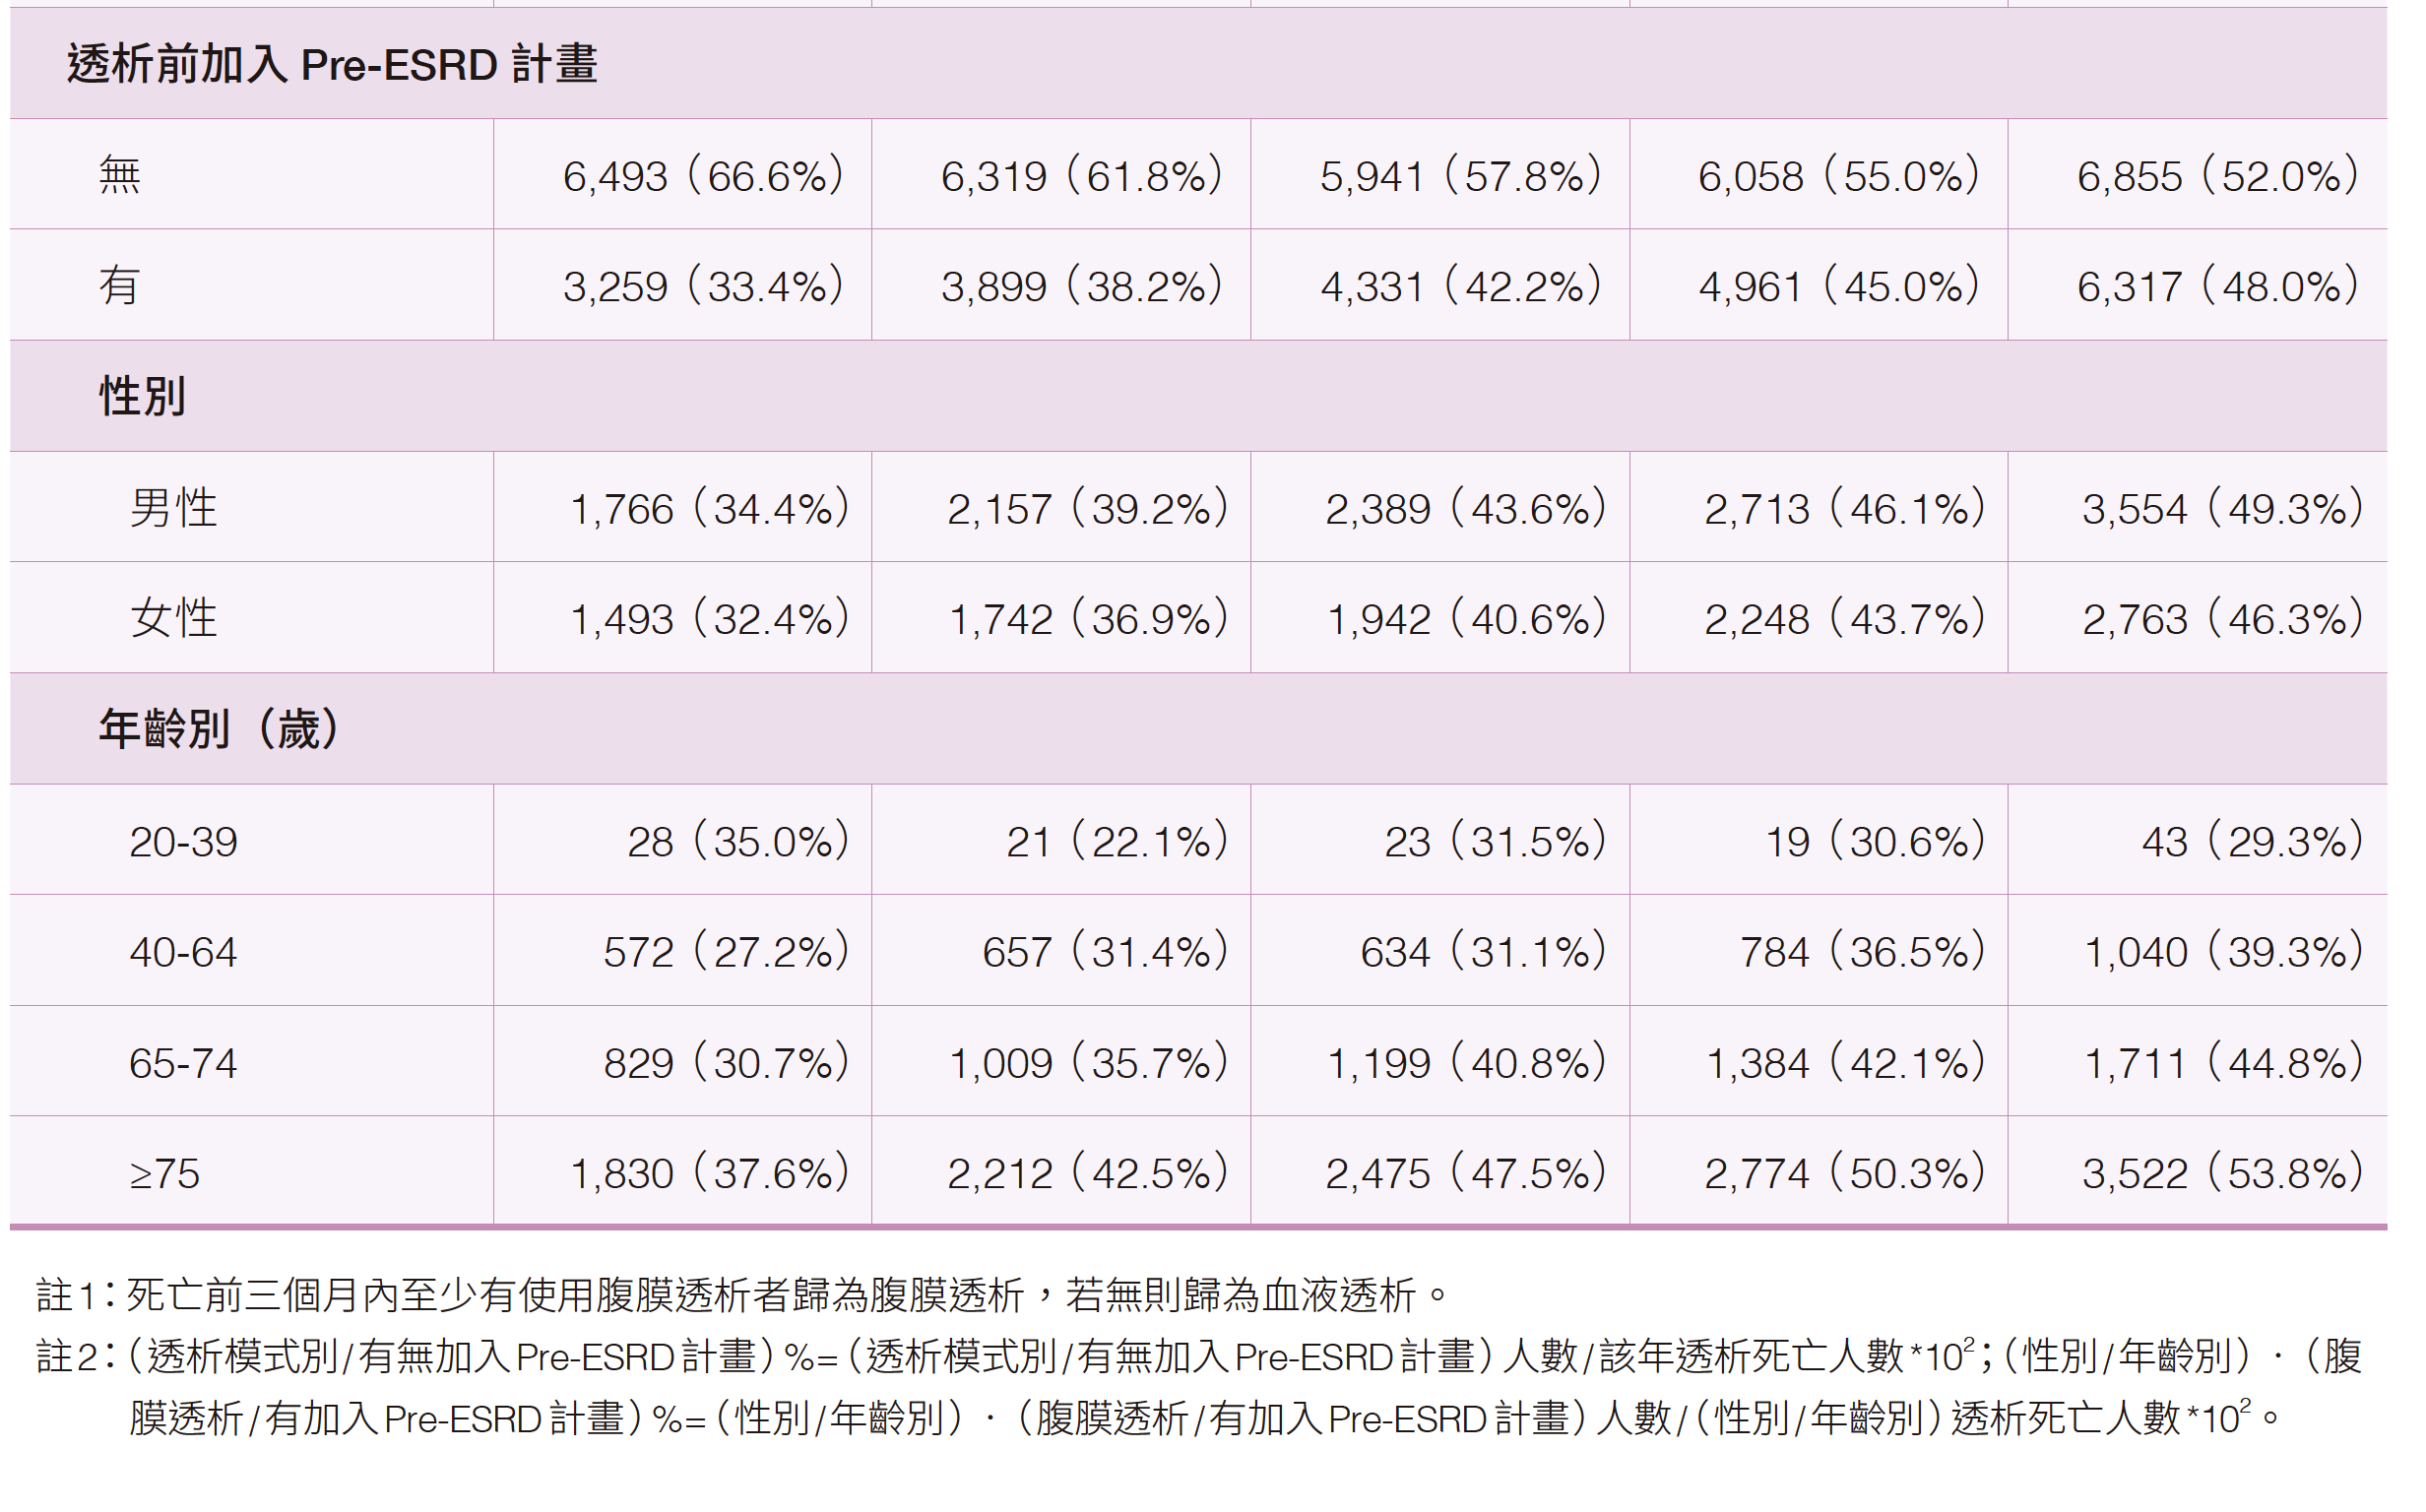 透析前加入 Pre-ESRD 計畫
無 6,493（66.6%） 6,319（61.8%） 5,941（57.8%） 6,058（55.0%） 6,855（52.0%）
有 3,259（33.4%） 3,899（38.2%） 4,331（42.2%） 4,961（45.0%） 6,317（48.0%）
性別
男性 1,766（34.4%） 2,157（39.2%） 2,389（43.6%） 2,713（46.1%） 3,554（49.3%）
女性 1,493（32.4%） 1,742（36.9%） 1,942（40.6%） 2,248（43.7%） 2,763（46.3%）
年齡別（歲）
20-39 28（35.0%） 21（22.1%） 23（31.5%） 19（30.6%） 43（29.3%）
40-64 572（27.2%） 657（31.4%） 634（31.1%） 784（36.5%） 1,040（39.3%）
65-74 829（30.7%） 1,009（35.7%） 1,199（40.8%） 1,384（42.1%） 1,711（44.8%）
≥75 1,830（37.6%） 2,212（42.5%） 2,475（47.5%） 2,774（50.3%） 3,522（53.8%）
註1：死亡前三個月內至少有使用腹膜透析者歸為腹膜透析，若無則歸為血液透析。
註2：（透析模式別/有無加入Pre-ESRD計畫）%=（透析模式別/有無加入Pre-ESRD計畫）人數/該年透析死亡人數*10²；（性別/年齡別）．（腹
膜透析/有加入Pre-ESRD計畫）%=（性別/年齡別）．（腹膜透析/有加入Pre-ESRD計畫）人數/（性別/年齡別）透析死亡人數*10²。